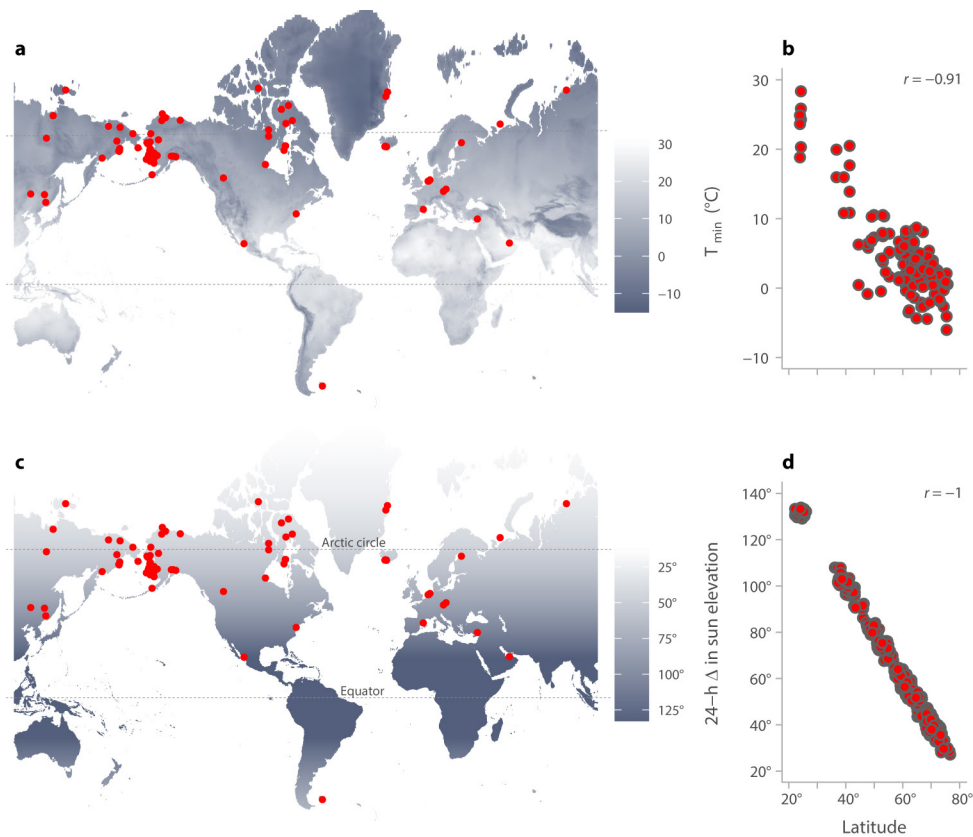 a
30
20
10
0
−10
b
r = −0.91
30
20
10
0
−10
Tmin (°C)
c
Arctic circle
Equator
25°
50°
75°
100°
125°
d
r = −1
140°
120°
100°
80°
60°
40°
20°
24-h Δ in sun elevation
20° 40° 60° 80°
Latitude